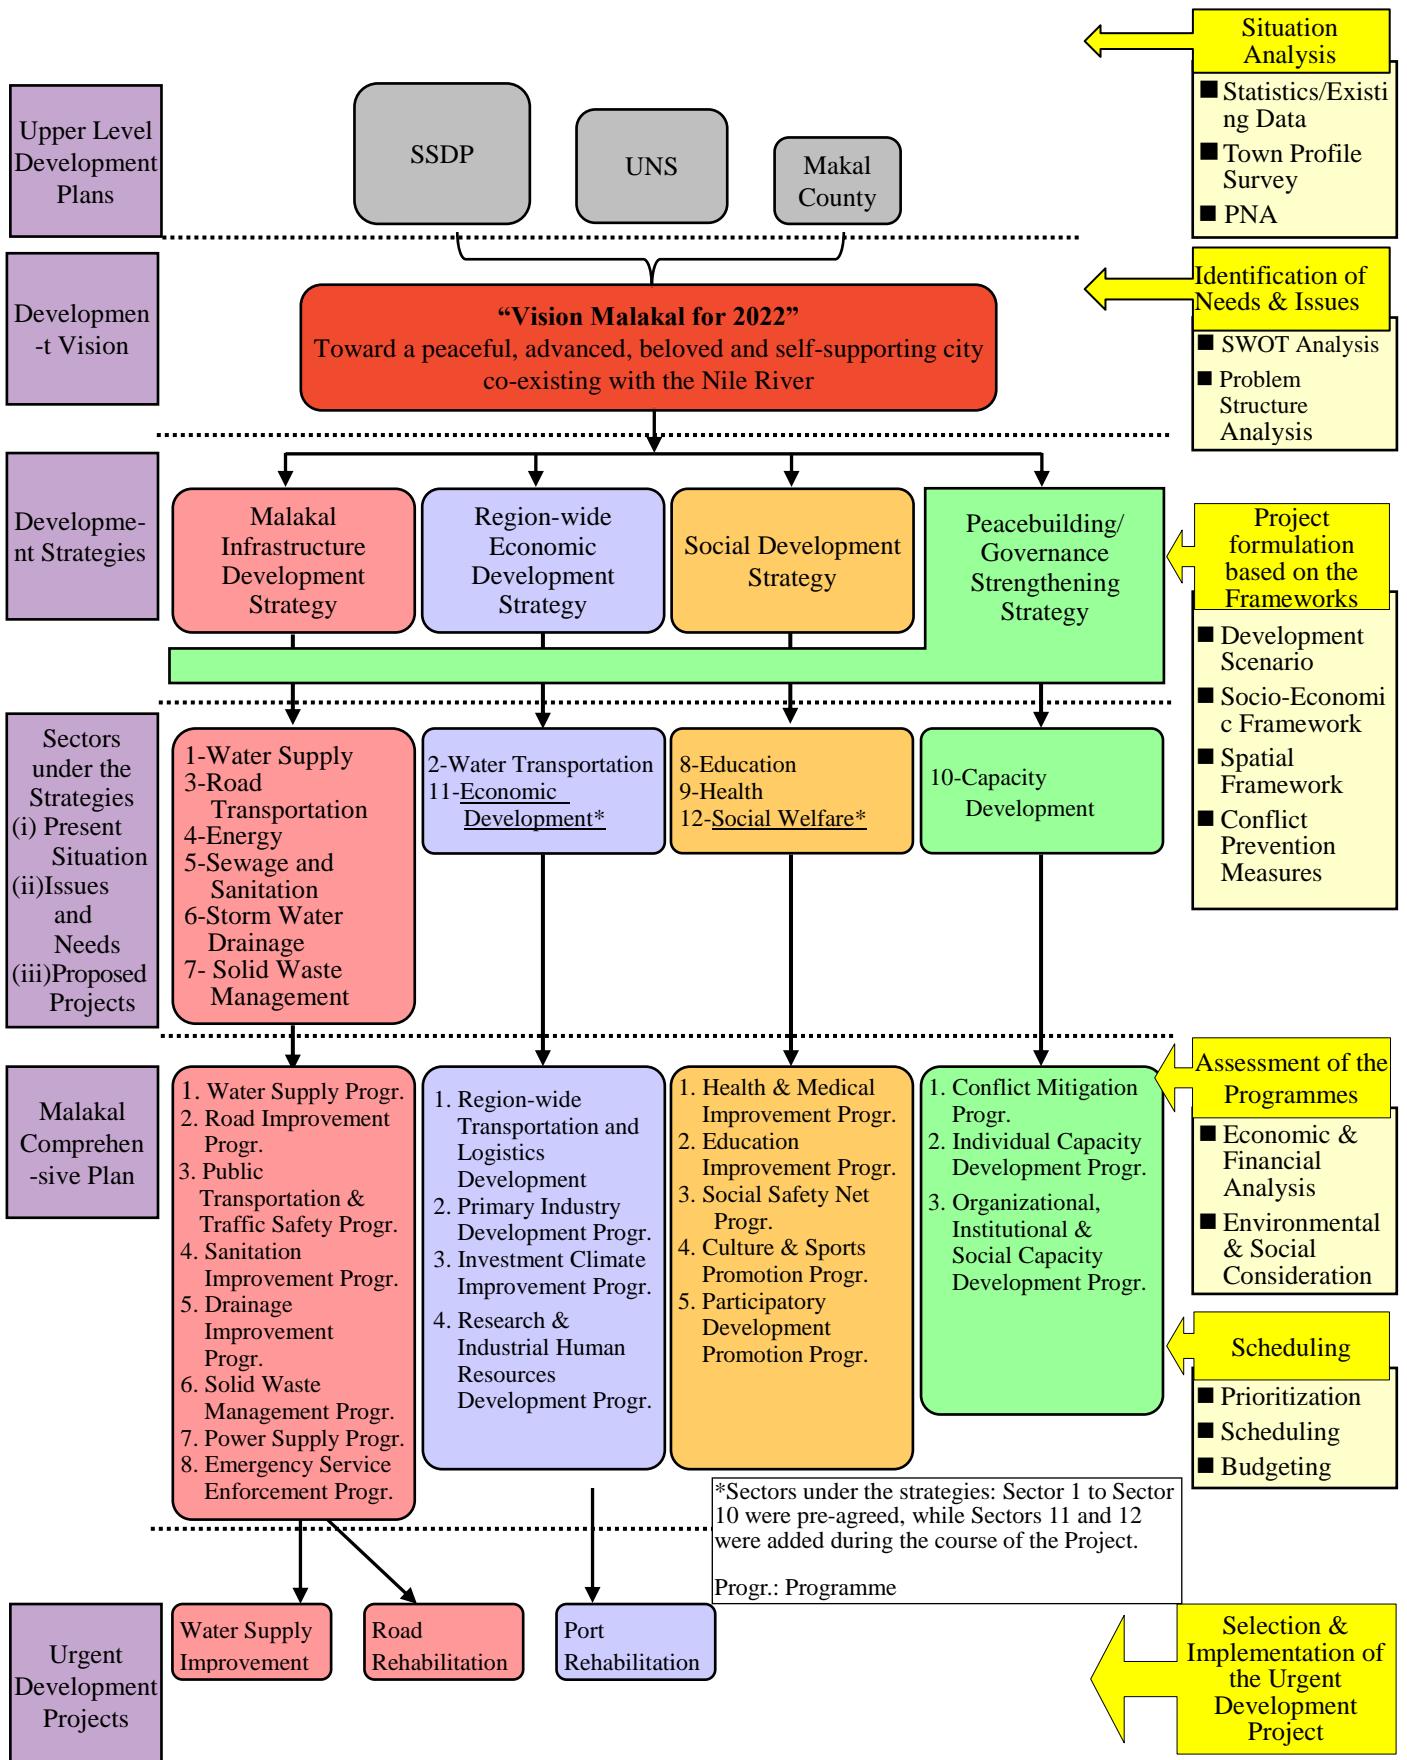 Situation
Analysis
■ Statistics/Existi
ng Data
■ Town Profile
Survey
■ PNA
Upper Level
Development
Plans
SSDP
UNS
Makal
County
Identification of
Needs & Issues
■ SWOT Analysis
■ Problem
Structure
Analysis
Developmen
-t Vision
“Vision Malakal for 2022”
Toward a peaceful, advanced, beloved and self-supporting city
co-existing with the Nile River
Developme-
nt Strategies
Malakal
Infrastructure
Development
Strategy
Region-wide
Economic
Development
Strategy
Social Development
Strategy
Peacebuilding/
Governance
Strengthening
Strategy
Project
formulation
based on the
Frameworks
■ Development
Scenario
■ Socio-Economi
c Framework
■ Spatial
Framework
■ Conflict
Prevention
Measures
Sectors
under the
Strategies
(i) Present
Situation
(ii)Issues
and
Needs
(iii)Proposed
Projects
1-Water Supply
3-Road
Transportation
4-Energy
5-Sewage and
Sanitation
6-Storm Water
Drainage
7- Solid Waste
Management
2-Water Transportation
11-Economic
Development*
8-Education
9-Health
12-Social Welfare*
10-Capacity
Development
Malakal
Comprehen
-sive Plan
1. Water Supply Progr.
2. Road Improvement
Progr.
3. Public
Transportation &
Traffic Safety Progr.
4. Sanitation
Improvement Progr.
5. Drainage
Improvement
Progr.
6. Solid Waste
Management Progr.
7. Power Supply Progr.
8. Emergency Service
Enforcement Progr.
1. Region-wide
Transportation and
Logistics
Development
2. Primary Industry
Development Progr.
3. Investment Climate
Improvement Progr.
4. Research &
Industrial Human
Resources
Development Progr.
1. Health & Medical
Improvement Progr.
2. Education
Improvement Progr.
3. Social Safety Net
Progr.
4. Culture & Sports
Promotion Progr.
5. Participatory
Development
Promotion Progr.
1. Conflict Mitigation
Progr.
2. Individual Capacity
Development Progr.
3. Organizational,
Institutional &
Social Capacity
Development Progr.
Assessment of the
Programmes
■ Economic &
Financial
Analysis
■ Environmental
& Social
Consideration
Scheduling
■ Prioritization
■ Scheduling
■ Budgeting
*Sectors under the strategies: Sector 1 to Sector
10 were pre-agreed, while Sectors 11 and 12
were added during the course of the Project.
Progr.: Programme
Urgent
Development
Projects
Water Supply
Improvement
Road
Rehabilitation
Port
Rehabilitation
Selection &
Implementation of
the Urgent
Development
Project